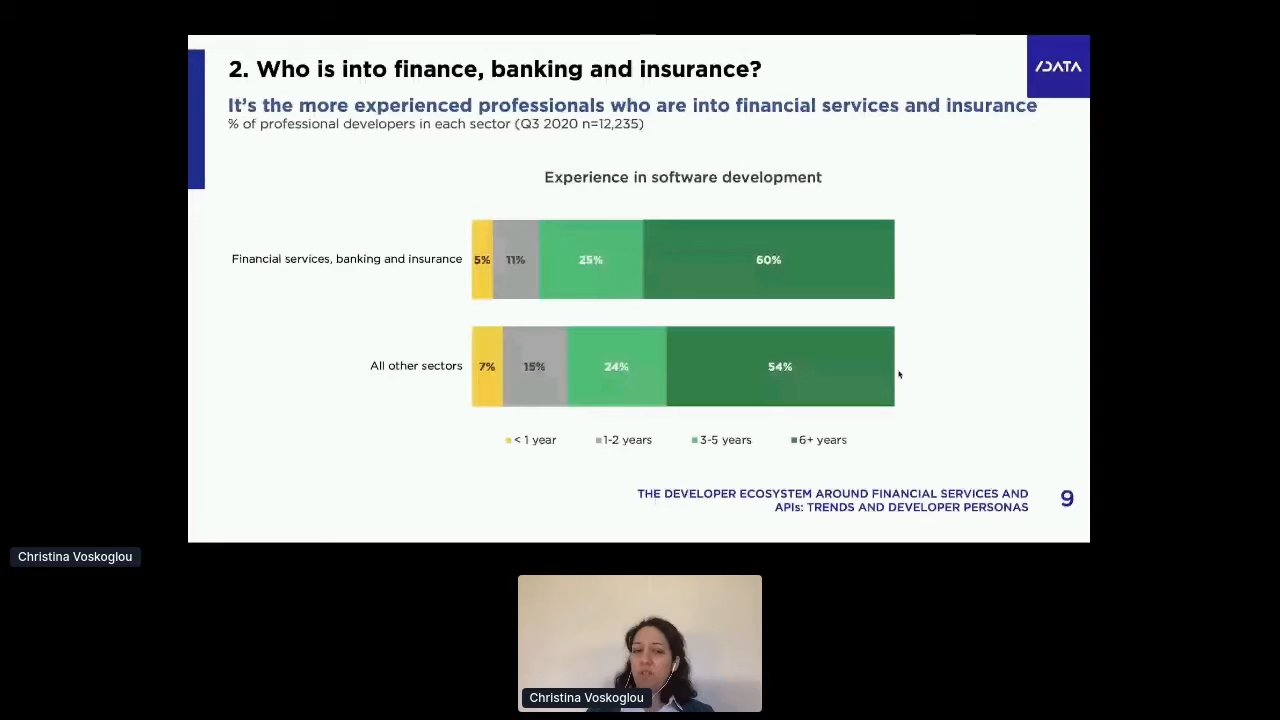 2. Who is into finance, banking and insurance?
/DATA
It's the more experienced professionals who are into financial services and insurance
% of professional developers in each sector (Q3 2020 n=12,235)
Experience in software development
Financial services, banking and insurance 5% 11% 25% 60%
All other sectors 7% 15% 24% 54%
< 1 year 1-2 years 3-5 years 6+ years
THE DEVELOPER ECOSYSTEM AROUND FINANCIAL SERVICES AND
APIs: TRENDS AND DEVELOPER PERSONAS
9
Christina Voskoglou
Christina Voskoglou